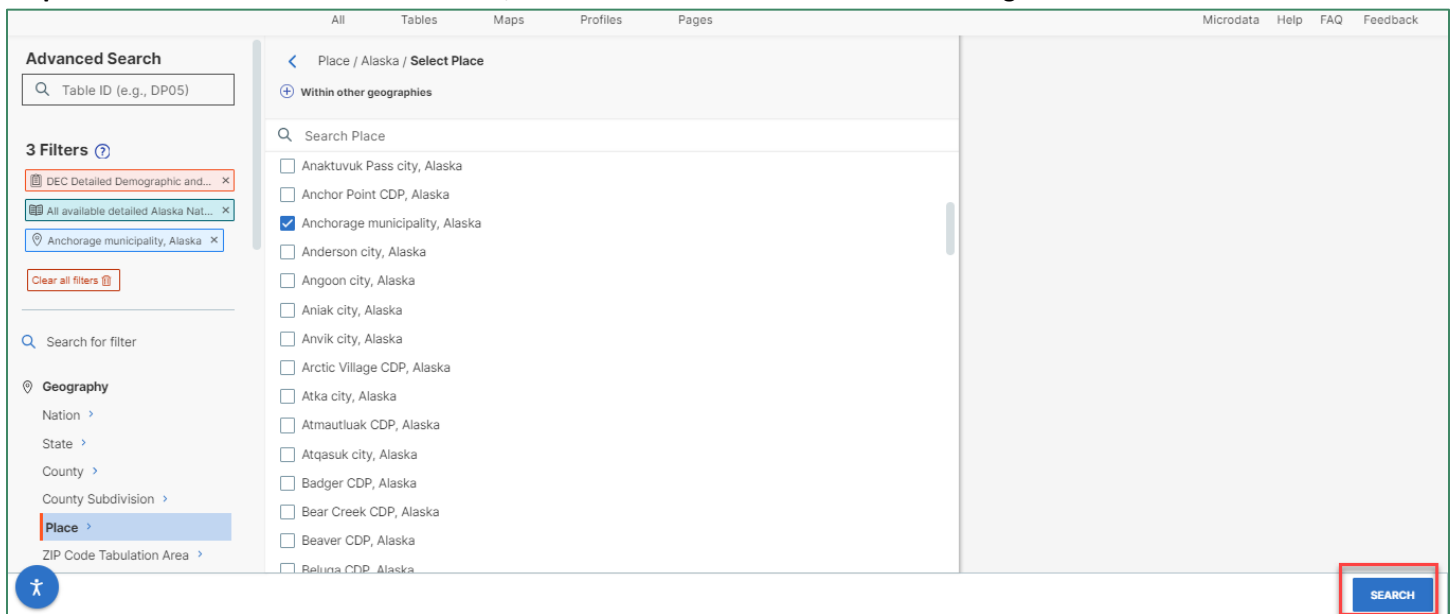 All Tables Maps Profiles Pages Microdata Help FAQ Feedback
Advanced Search
Table ID (e.g., DP05)
3 Filters
DEC Detailed Demographic and... ×
All available detailed Alaska Nat... ×
Anchorage municipality, Alaska ×
Clear all filters
Search for filter
Geography
Nation >
State >
County >
County Subdivision >
Place >
ZIP Code Tabulation Area >
Place / Alaska / Select Place
Within other geographies
Search Place
Anaktuvuk Pass city, Alaska
Anchor Point CDP, Alaska
Anchorage municipality, Alaska
Anderson city, Alaska
Angoon city, Alaska
Aniak city, Alaska
Anvik city, Alaska
Arctic Village CDP, Alaska
Atka city, Alaska
Atmautluak CDP, Alaska
Atqasuk city, Alaska
Badger CDP, Alaska
Bear Creek CDP, Alaska
Beaver CDP, Alaska
Beluga CDP, Alaska
SEARCH